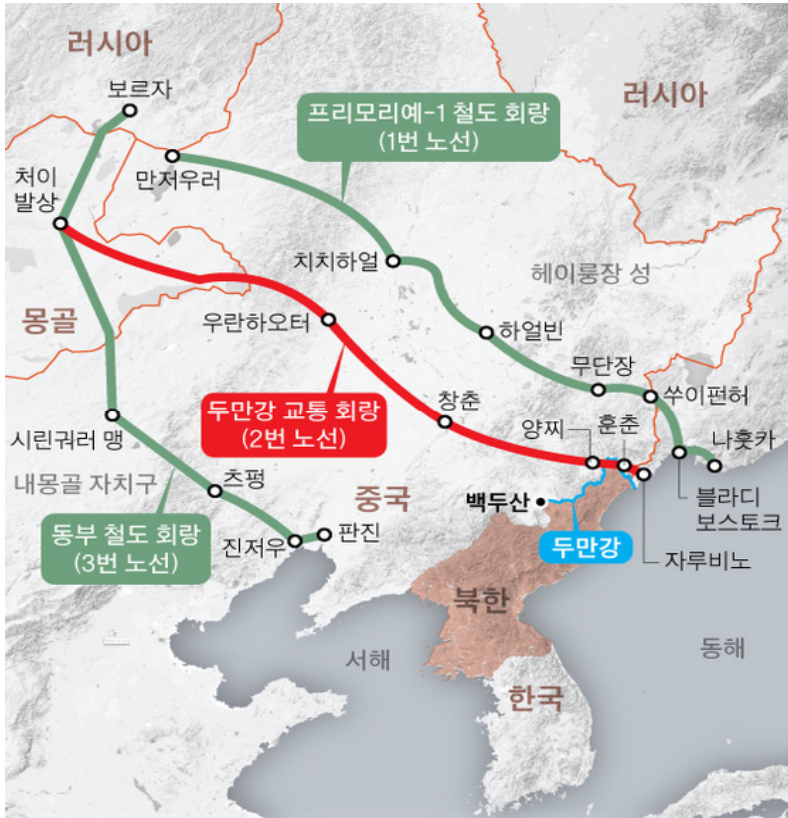 러시아
보르자
러시아
프리모리예-1 철도 회랑
(1번 노선)
만저우러
처이
발상
치치하얼
헤이룽장 성
몽골
우란하오터
하얼빈
무단장
쑤이펀허
두만강 교통 회랑
(2번 노선)
창춘
양찌
훈춘
나훗카
시린궈러 맹
내몽골 자치구
츠펑
중국
백두산
블라디
보스토크
동부 철도 회랑
(3번 노선)
진저우
판진
두만강
자루비노
북한
서해
동해
한국